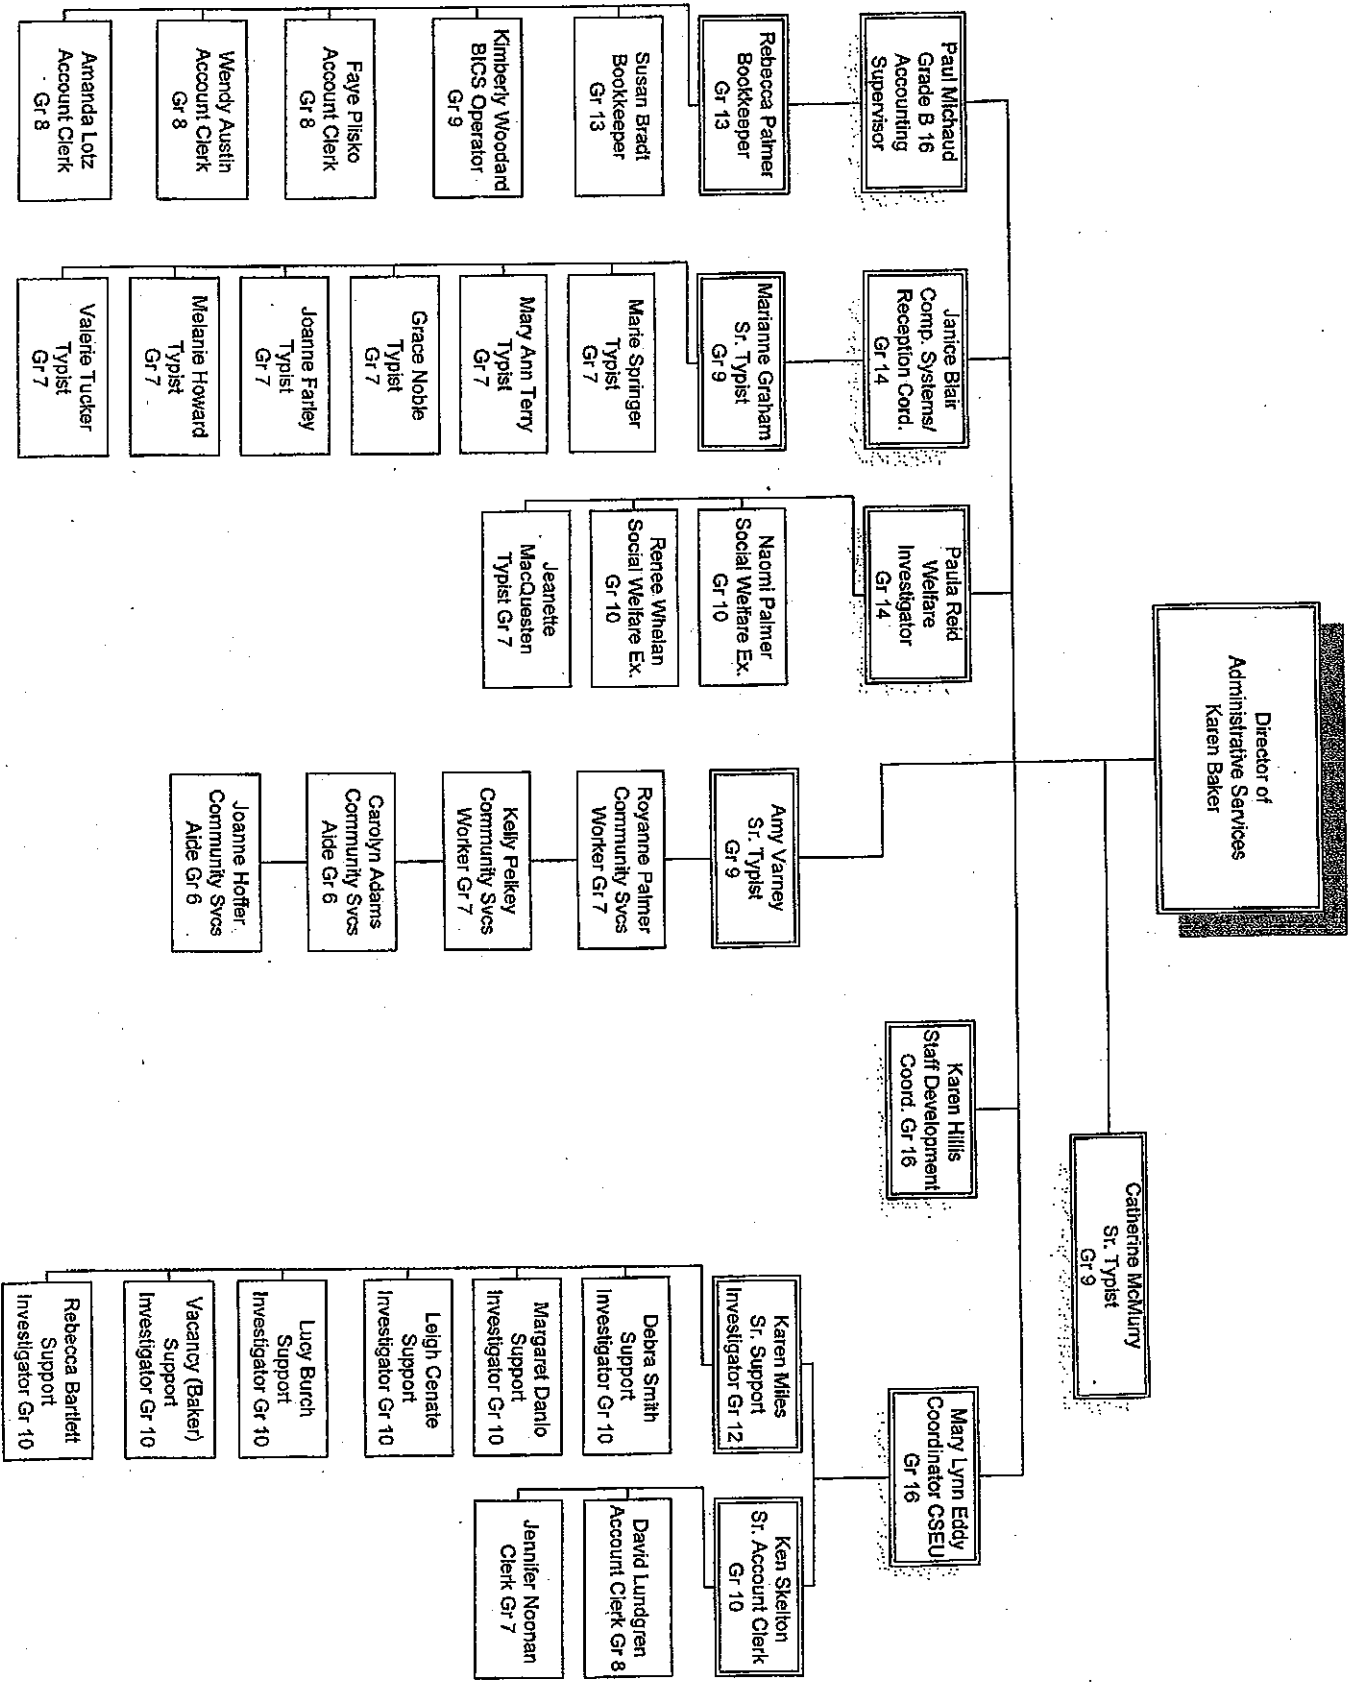 Director of
Administrative Services
Karen Baker
Catherine McMurry
Sr. Typist
Gr 9
Paul Michaud
Grade B 16
Accounting
Supervisor
Rebecca Palmer
Bookkeeper
Gr 13
Susan Bradt
Bookkeeper
Gr 13
Kimberly Woodard
BICS Operator
Gr 9
Faye Plisko
Account Clerk
Gr 8
Wendy Austin
Account Clerk
Gr 8
Amanda Lotz
Account Clerk
Gr 8
Janice Blair
Comp. Systems/
Reception Cord.
Gr 14
Marianne Graham
Sr. Typist
Gr 9
Marie Springer
Typist
Gr 7
Mary Ann Terry
Typist
Gr 7
Grace Noble
Typist
Gr 7
Joanne Farley
Typist
Gr 7
Melanie Howard
Typist
Gr 7
Valerie Tucker
Typist
Gr 7
Paula Reid
Welfare
Investigator
Gr 14
Naomi Palmer
Social Welfare Ex.
Gr 10
Renee Whelan
Social Welfare Ex.
Gr 10
Jeanette
MacQuesten
Typist Gr 7
Amy Varney
Sr. Typist
Gr 9
Royanne Palmer
Community Svcs
Worker Gr 7
Kelly Pelkey
Community Svcs
Worker Gr 7
Carolyn Adams
Community Svcs
Aide Gr 6
Joanne Hoffer
Community Svcs
Aide Gr 6
Karen Hillis
Staff Development
Coord. Gr 16
Mary Lynn Eddy
Coordinator CSEU
Gr 16
Karen Miles
Sr. Support
Investigator Gr 12
Debra Smith
Support
Investigator Gr 10
Margaret Danlo
Support
Investigator Gr 10
Leigh Cenate
Support
Investigator Gr 10
Lucy Burch
Support
Investigator Gr 10
Vacancy (Baker)
Support
Investigator Gr 10
Rebecca Bartlett
Support
Investigator Gr 10
Ken Skelton
Sr. Account Clerk
Gr 10
David Lundgren
Account Clerk Gr 8
Jennifer Noonan
Clerk Gr 7